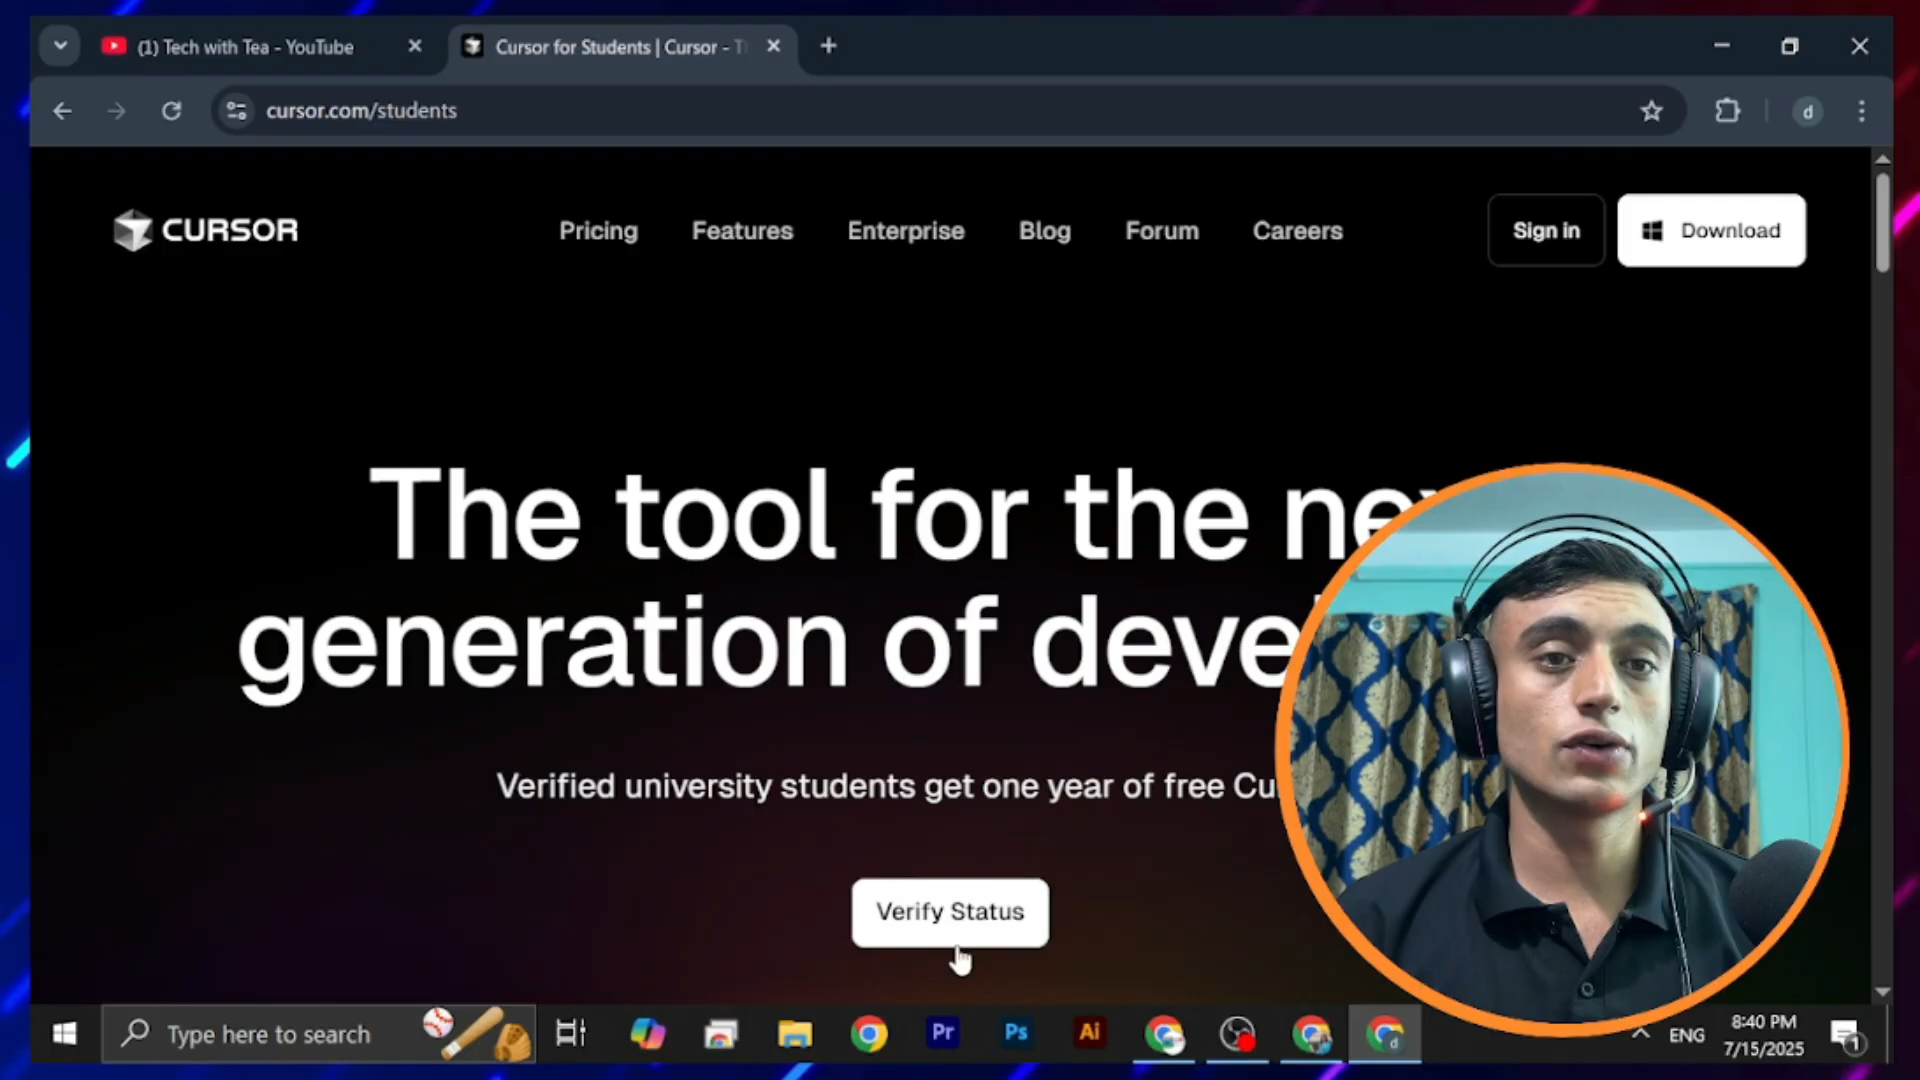 (1) Tech with Tea - YouTube
Cursor for Students | Cursor - T
cursor.com/students
d
CURSOR
Pricing
Features
Enterprise
Blog
Forum
Careers
Sign in
Download
The tool for the ne
generation of deve
Verified university students get one year of free Cu
Verify Status
Type here to search
Pr
Ps
Ai
d
ENG
8:40 PM
7/15/2025
1